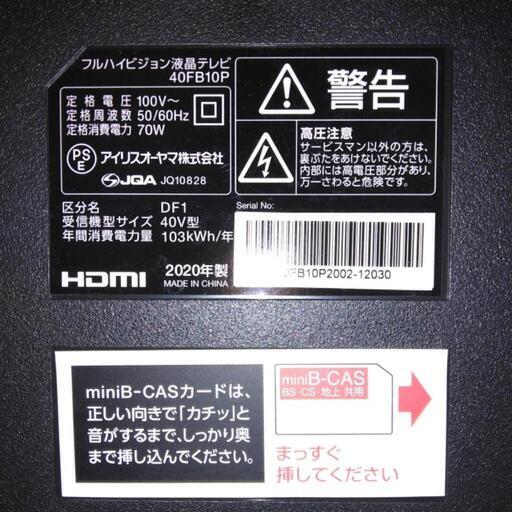 フルハイビジョン液晶テレビ
40FB10P
定格電圧 100V～
定格周波数 50/60Hz
定格消費電力 70W
PSE
アイリスオーヤマ株式会社
JQA JQ10828
区分名 DF1
受信機型サイズ 40V型
年間消費電力量 103kWh/年
HDMI
2020年製
MADE IN CHINA
警告
高圧注意
サービスマン以外の方は、
裏ぶたをあけないでください。
内部には高電圧部分があり、
万一さわると危険です。
Serial No:
JFB10P2002-12030
miniB-CASカードは、
正しい向きで「カチッ」と
音がするまで、しっかり奥
まで挿し込んでください。
miniB-CAS
BS・CS・地上 共用
まっすぐ
挿してください